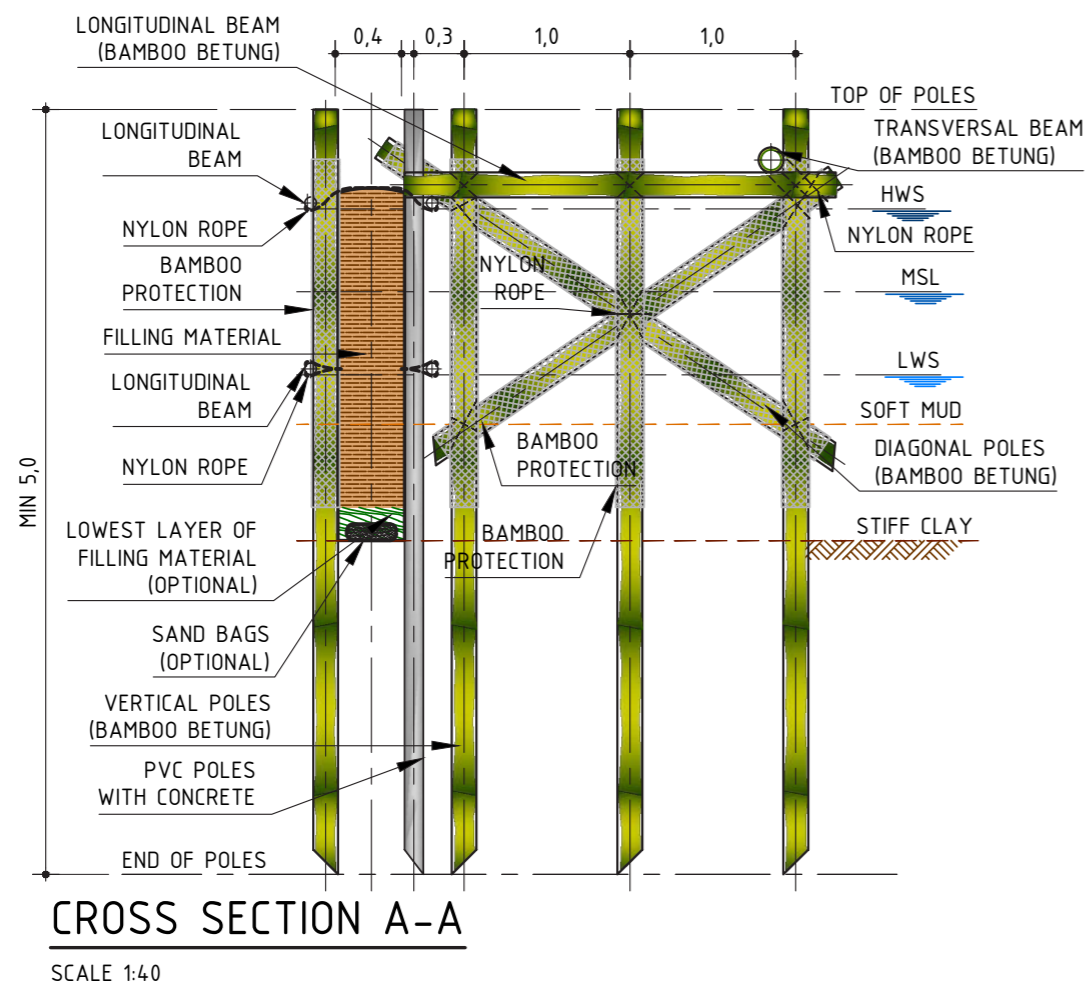 LONGITUDINAL BEAM
(BAMBOO BETUNG)
0,4
0,3
1,0
1,0
TOP OF POLES
LONGITUDINAL
BEAM
TRANSVERSAL BEAM
(BAMBOO BETUNG)
HWS
NYLON ROPE
NYLON ROPE
BAMBOO
PROTECTION
NYLON
ROPE
MSL
FILLING MATERIAL
LONGITUDINAL
BEAM
LWS
SOFT MUD
NYLON ROPE
BAMBOO
PROTECTION
DIAGONAL POLES
(BAMBOO BETUNG)
MIN 5,0
LOWEST LAYER OF
FILLING MATERIAL
(OPTIONAL)
BAMBOO
PROTECTION
STIFF CLAY
SAND BAGS
(OPTIONAL)
VERTICAL POLES
(BAMBOO BETUNG)
PVC POLES
WITH CONCRETE
END OF POLES
CROSS SECTION A-A
SCALE 1:40